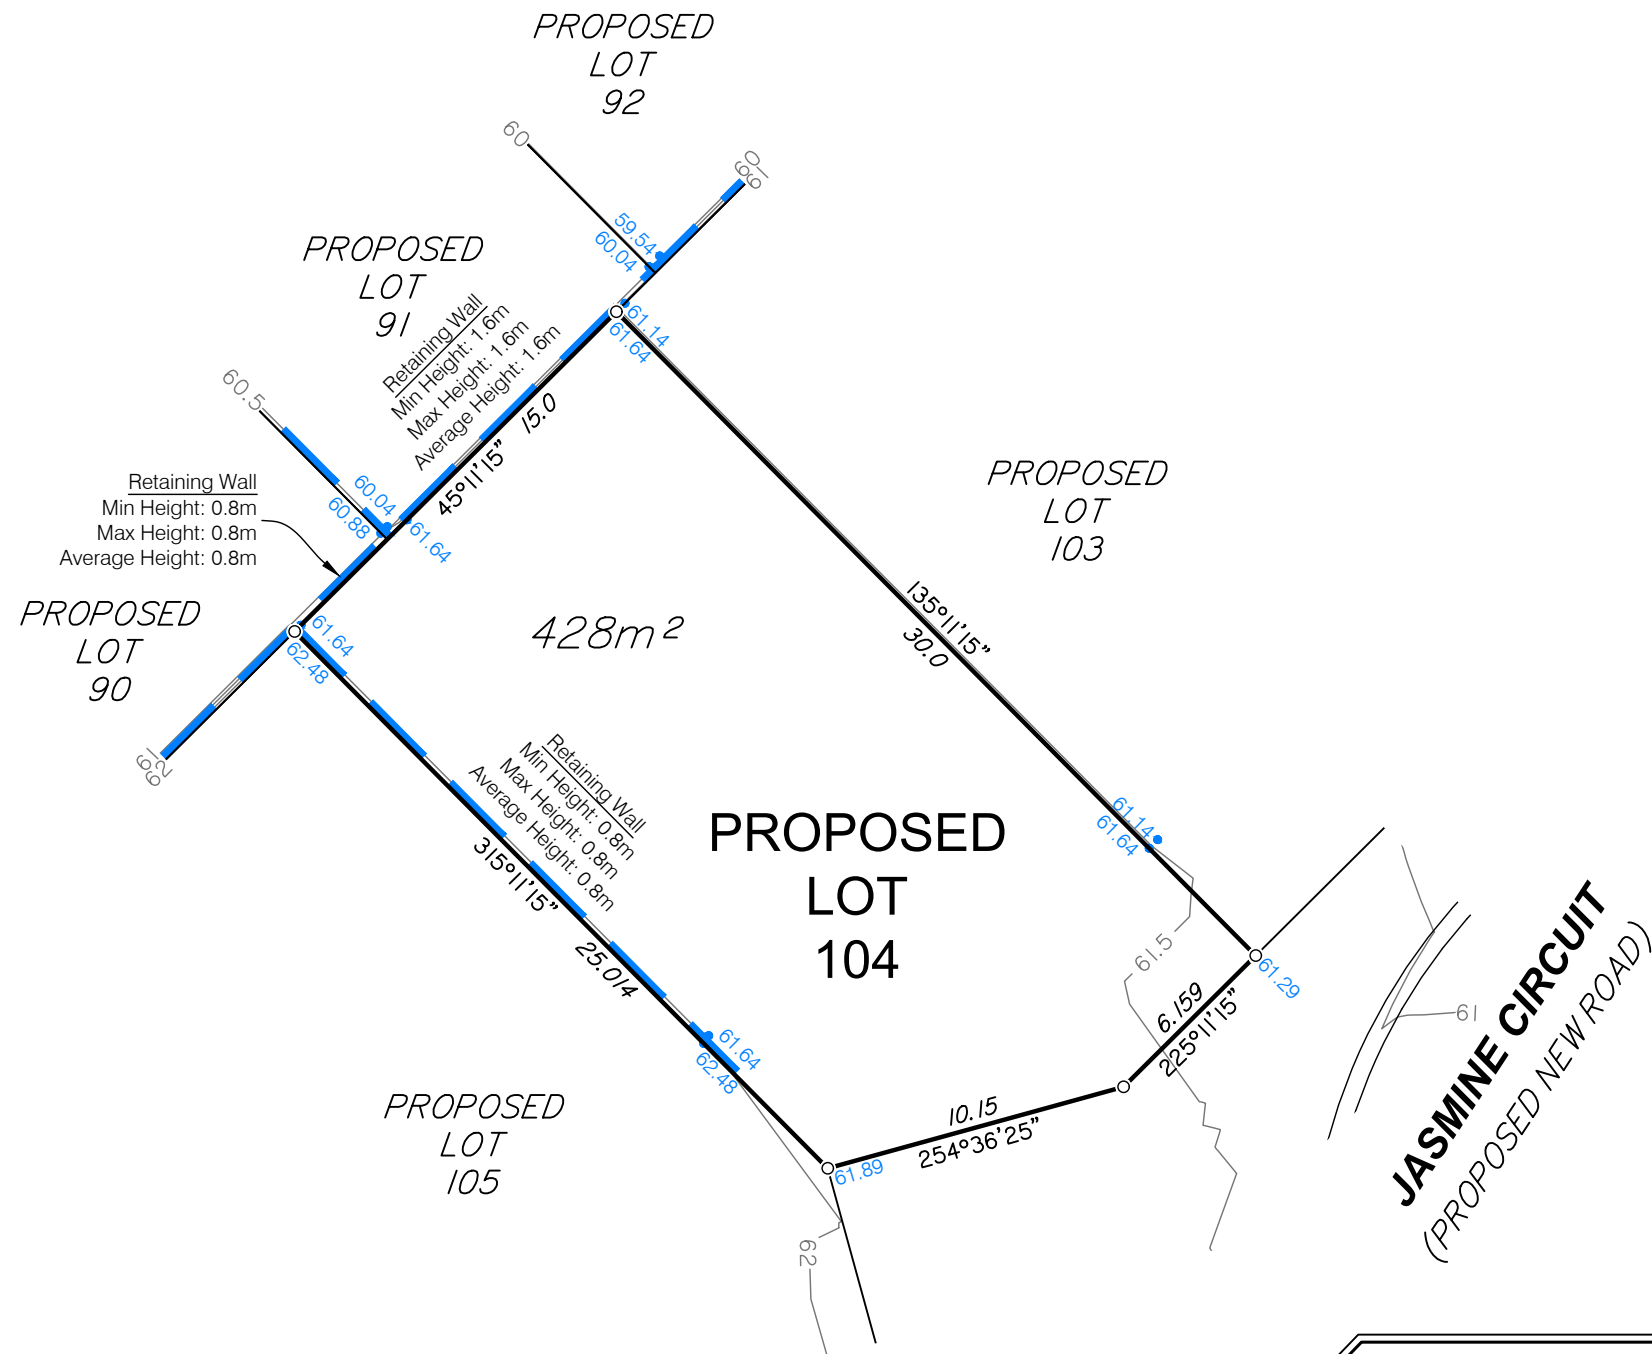 PROPOSED
LOT
92
60
60
59.54
60.04
PROPOSED
LOT
91
Retaining Wall
Min Height: 1.6m
Max Height: 1.6m
Average Height: 1.6m
61.14
61.64
15.0
45°11'15"
60.5
60.04
60.88
61.64
Retaining Wall
Min Height: 0.8m
Max Height: 0.8m
Average Height: 0.8m
PROPOSED
LOT
103
PROPOSED
LOT
90
61.64
62.48
428m²
135°11'15"
30.0
62
Retaining Wall
Min Height: 0.8m
Max Height: 0.8m
Average Height: 0.8m
315°11'15"
25.014
PROPOSED
LOT
104
61.14
61.64
61.5
61.29
6.159
225°11'15"
61
JASMINE CIRCUIT
(PROPOSED NEW ROAD)
61.64
62.48
PROPOSED
LOT
105
10.15
254°36'25"
61.89
62